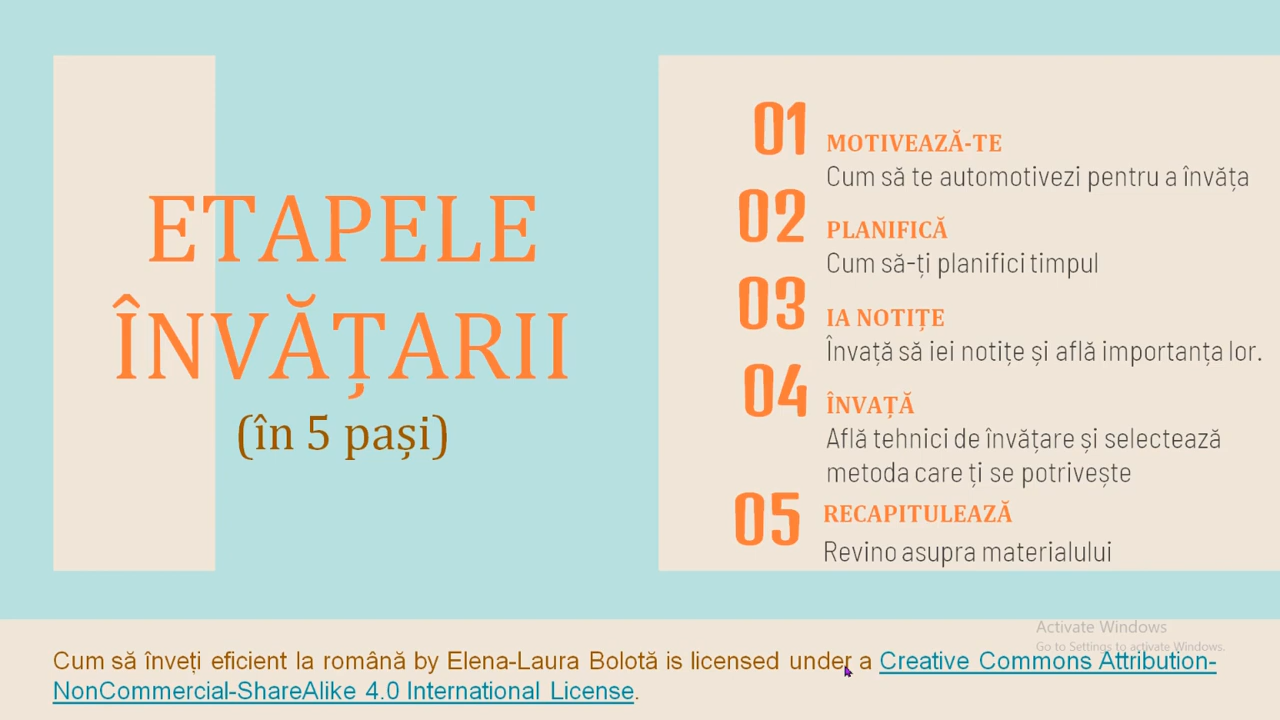 ETAPELE
ÎNVĂȚARII
(în 5 pași)
01
MOTIVEAZĂ-TE
Cum să te automotivezi pentru a învăța
02
PLANIFICĂ
Cum să-ți planifici timpul
03
IA NOTIȚE
Învață să iei notițe și află importanța lor.
04
ÎNVAȚĂ
Află tehnici de învățare și selectează
metoda care ți se potrivește
05
RECAPITULEAZĂ
Revino asupra materialului
Activate Windows
Go to Settings to activate Windows.
Cum să înveți eficient la română by Elena-Laura Bolotă is licensed under a Creative Commons Attribution-
NonCommercial-ShareAlike 4.0 International License.